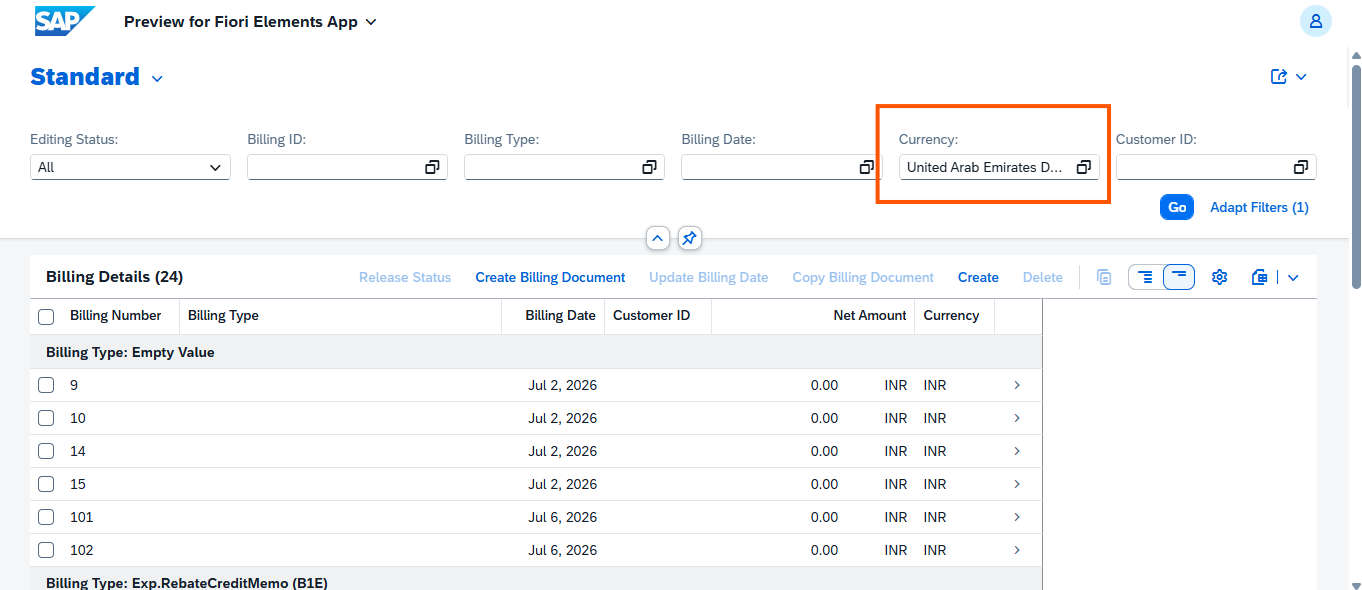 SAP Preview for Fiori Elements App
Standard
Editing Status: Billing ID: Billing Type: Billing Date: Currency: Customer ID:
All United Arab Emirates D...
Go Adapt Filters (1)
Billing Details (24) Release Status Create Billing Document Update Billing Date Copy Billing Document Create Delete
Billing Number Billing Type Billing Date Customer ID Net Amount Currency
Billing Type: Empty Value
9 Jul 2, 2026 0.00 INR INR
10 Jul 2, 2026 0.00 INR INR
14 Jul 2, 2026 0.00 INR INR
15 Jul 2, 2026 0.00 INR INR
101 Jul 6, 2026 0.00 INR INR
102 Jul 6, 2026 0.00 INR INR
Billing Type: Exp.RebateCreditMemo (B1E)